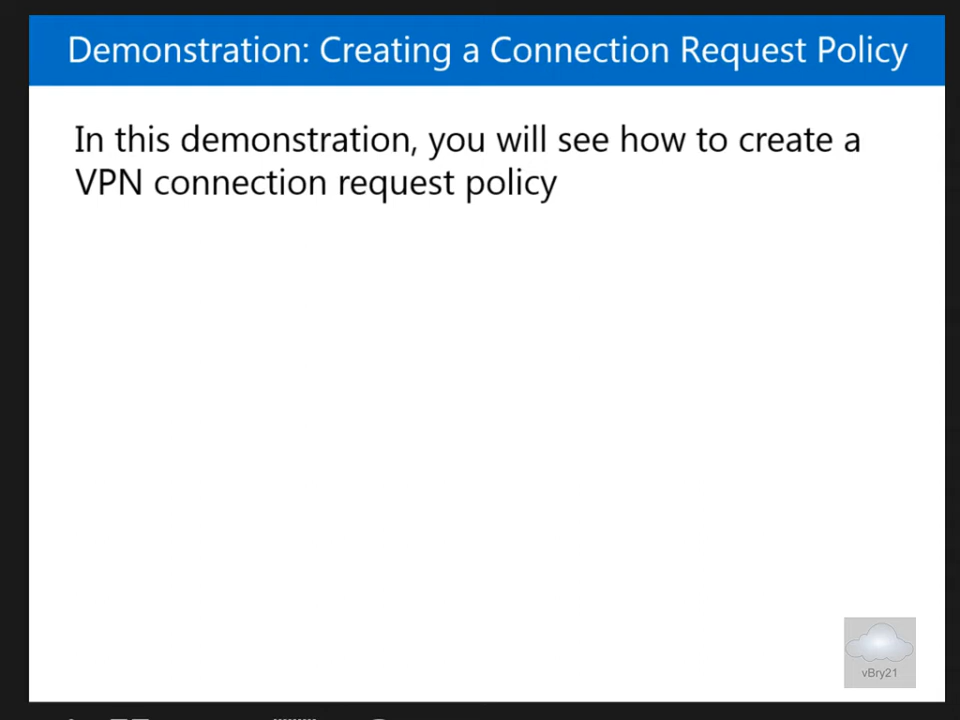 Demonstration: Creating a Connection Request Policy
In this demonstration, you will see how to create a
VPN connection request policy
vBry21